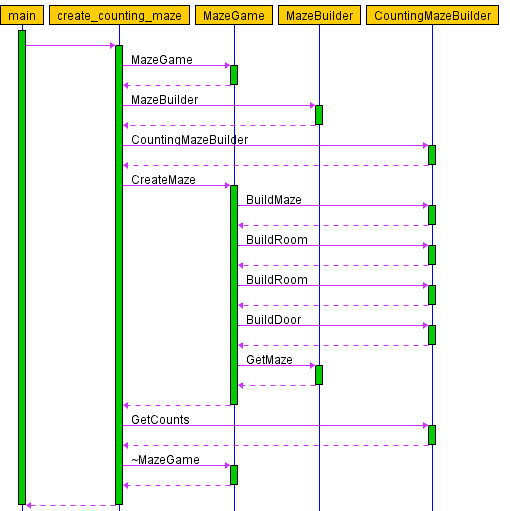 main
create_counting_maze
MazeGame
MazeBuilder
CountingMazeBuilder
MazeGame
MazeBuilder
CountingMazeBuilder
CreateMaze
BuildMaze
BuildRoom
BuildRoom
BuildDoor
GetMaze
GetCounts
~MazeGame